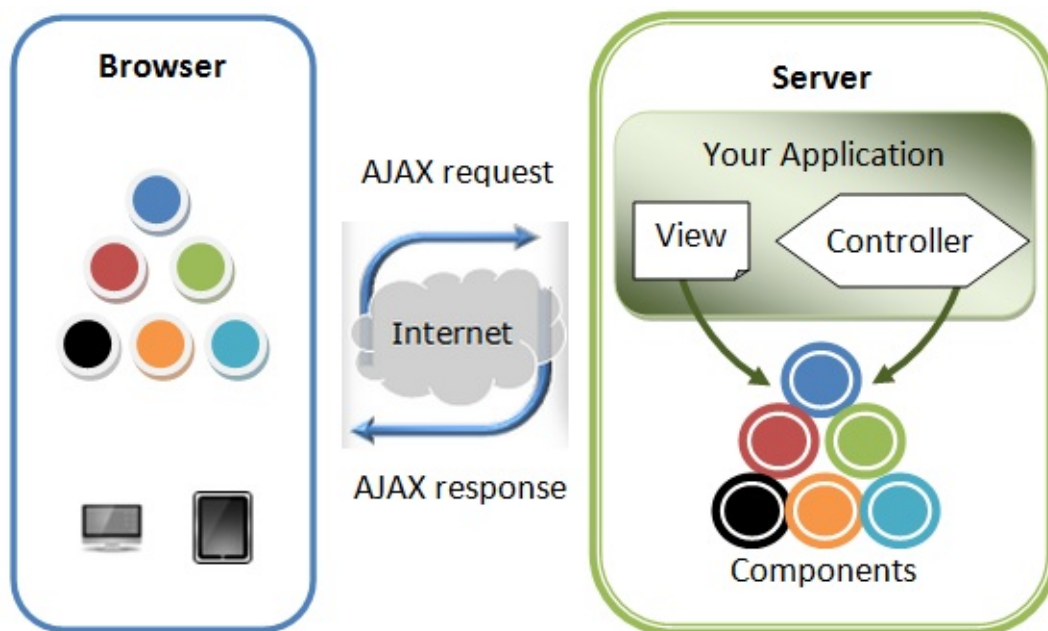 Browser
AJAX request
Internet
AJAX response
Server
Your Application
View
Controller
Components